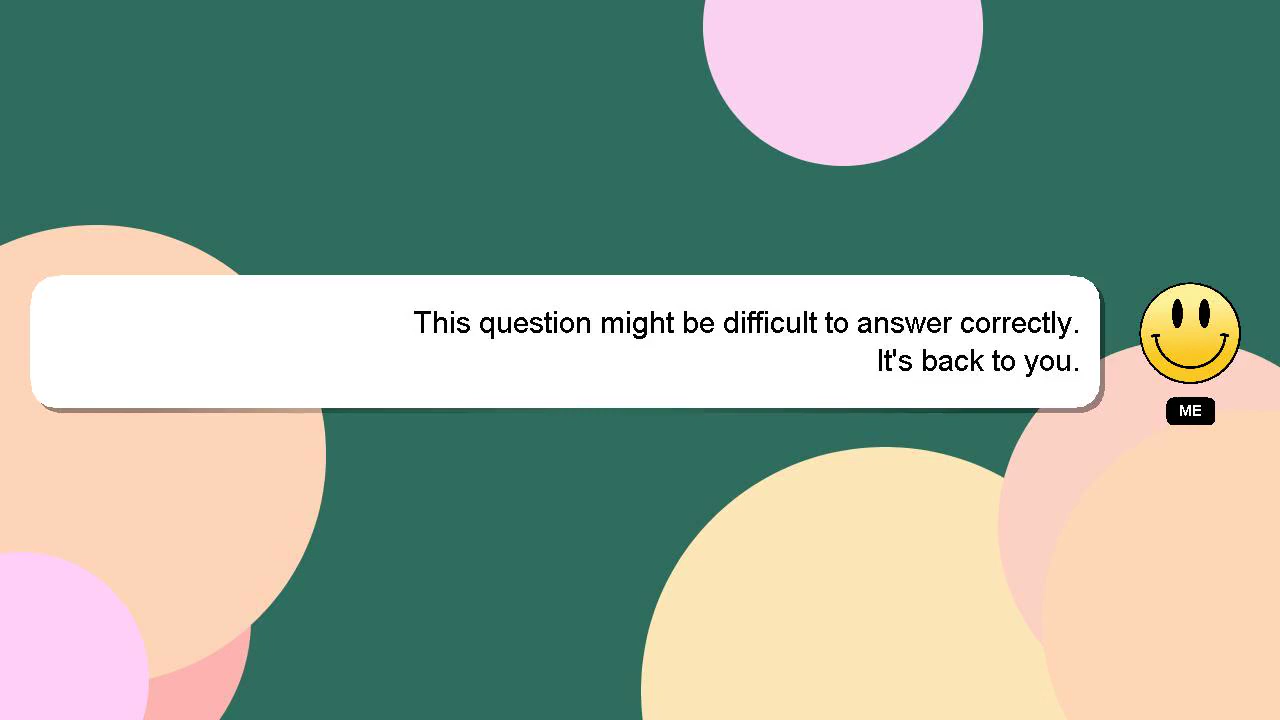 This question might be difficult to answer correctly.
It's back to you.
ME